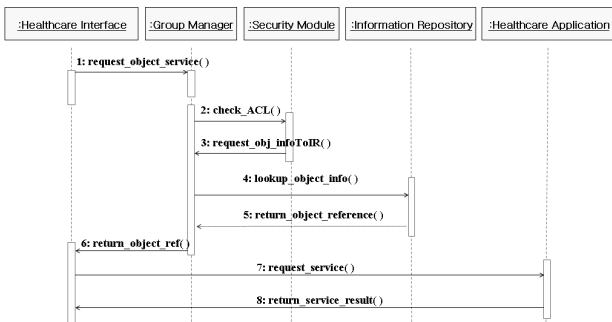 :Healthcare Interface
:Group Manager
:Security Module
:Information Repository
:Healthcare Application
1: request_object_service( )
2: check_ACL( )
3: request_obj_infoToIR( )
4: lookup_object_info( )
5: return_object_reference( )
6: return_object_ref( )
7: request_service( )
8: return_service_result( )